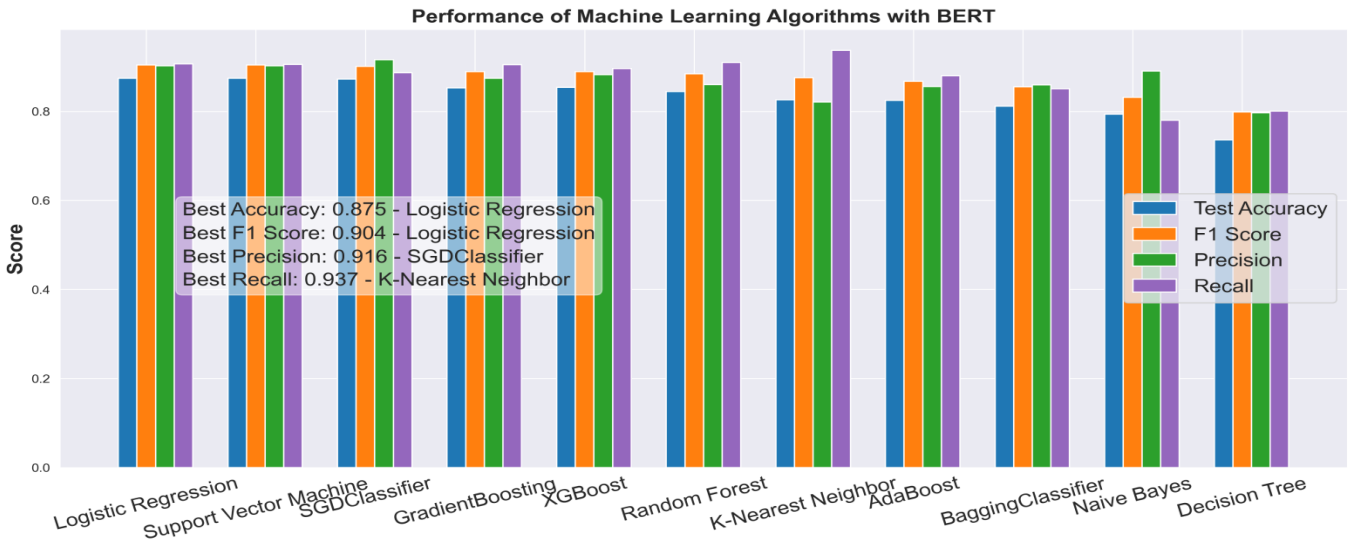 Performance of Machine Learning Algorithms with BERT
Score
0.8
0.6
0.4
0.2
0.0
Best Accuracy: 0.875 - Logistic Regression
Best F1 Score: 0.904 - Logistic Regression
Best Precision: 0.916 - SGDClassifier
Best Recall: 0.937 - K-Nearest Neighbor
Test Accuracy
F1 Score
Precision
Recall
Logistic Regression
Support Vector Machine
SGDClassifier
GradientBoosting
XGBoost
Random Forest
K-Nearest Neighbor
AdaBoost
BaggingClassifier
Naive Bayes
Decision Tree